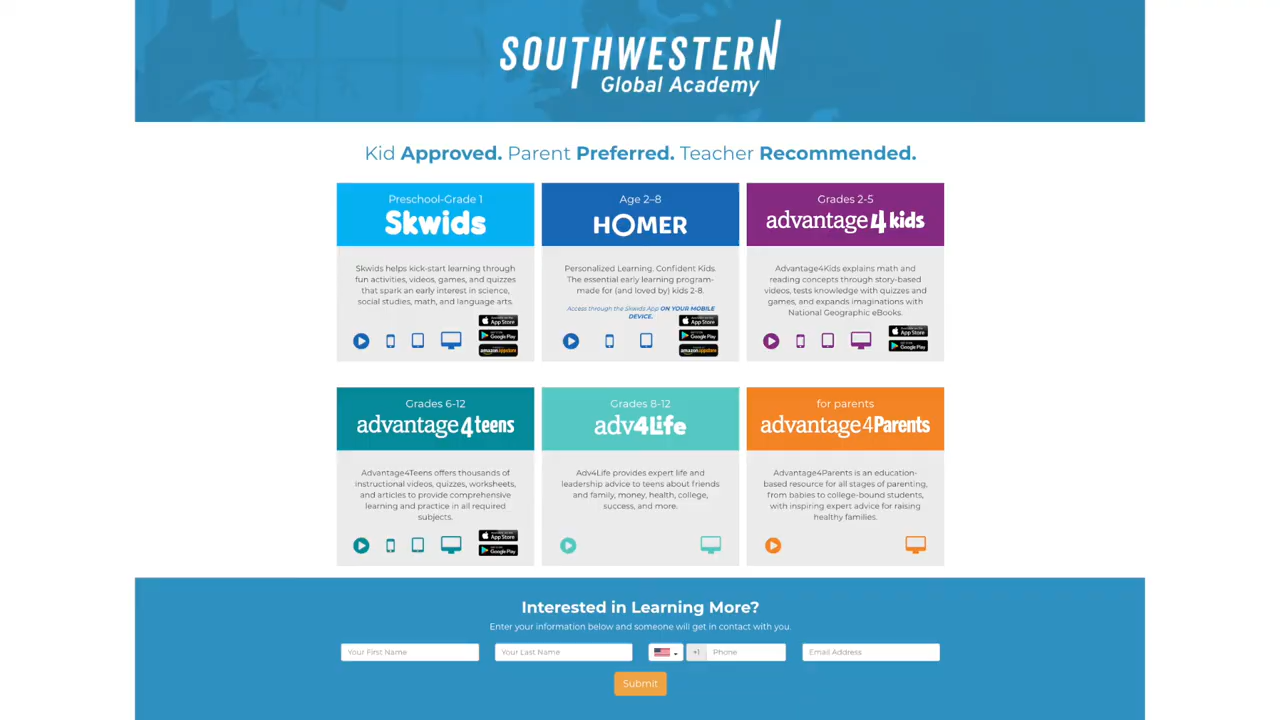 SOUTHWESTERN
Global Academy
Kid Approved. Parent Preferred. Teacher Recommended.
Preschool-Grade 1
Skwids
Skwids helps kick-start learning through
fun activities, videos, games, and quizzes
that spark an early interest in science,
social studies, math, and language arts.
App Store
Google Play
amazon appstore
Age 2–8
HOMER
Personalized Learning. Confident Kids.
The essential early learning program-
made for (and loved by) kids 2-8.
Access through the Skwids App ON YOUR MOBILE
DEVICE.
App Store
Google Play
amazon appstore
Grades 2-5
advantage4kids
Advantage4Kids explains math and
reading concepts through story-based
videos, tests knowledge with quizzes and
games, and expands imaginations with
National Geographic eBooks.
App Store
Google Play
Grades 6-12
advantage4teens
Advantage4Teens offers thousands of
instructional videos, quizzes, worksheets,
and articles to provide comprehensive
learning and practice in all required
subjects.
App Store
Google Play
Grades 8-12
adv4Life
Adv4Life provides expert life and
leadership advice to teens about friends
and family, money, health, college,
success, and more.
for parents
advantage4Parents
Advantage4Parents is an education-
based resource for all stages of parenting,
from babies to college-bound students,
with inspiring expert advice for raising
healthy families.
Interested in Learning More?
Enter your information below and someone will get in contact with you.
Your First Name
Your Last Name
+1
Phone
Email Address
Submit